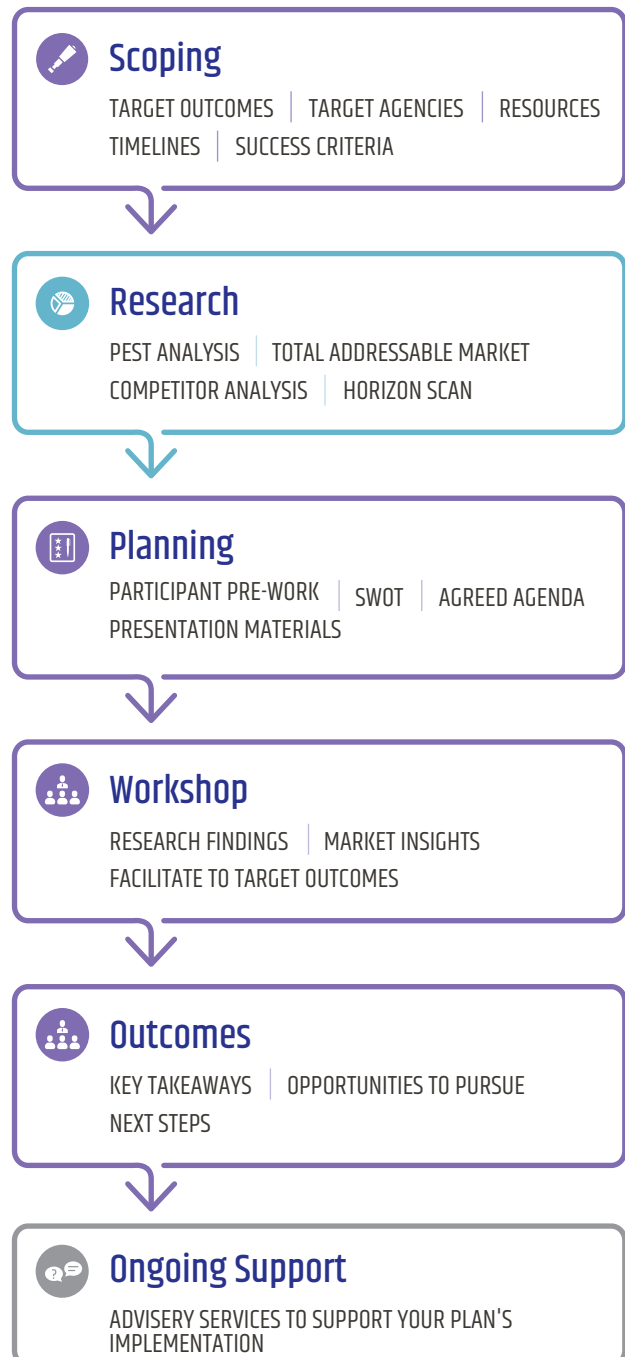 Scoping
TARGET OUTCOMES | TARGET AGENCIES | RESOURCES
TIMELINES | SUCCESS CRITERIA
Research
PEST ANALYSIS | TOTAL ADDRESSABLE MARKET
COMPETITOR ANALYSIS | HORIZON SCAN
Planning
PARTICIPANT PRE-WORK | SWOT | AGREED AGENDA
PRESENTATION MATERIALS
Workshop
RESEARCH FINDINGS | MARKET INSIGHTS
FACILITATE TO TARGET OUTCOMES
Outcomes
KEY TAKEAWAYS | OPPORTUNITIES TO PURSUE
NEXT STEPS
Ongoing Support
ADVISERY SERVICES TO SUPPORT YOUR PLAN'S
IMPLEMENTATION